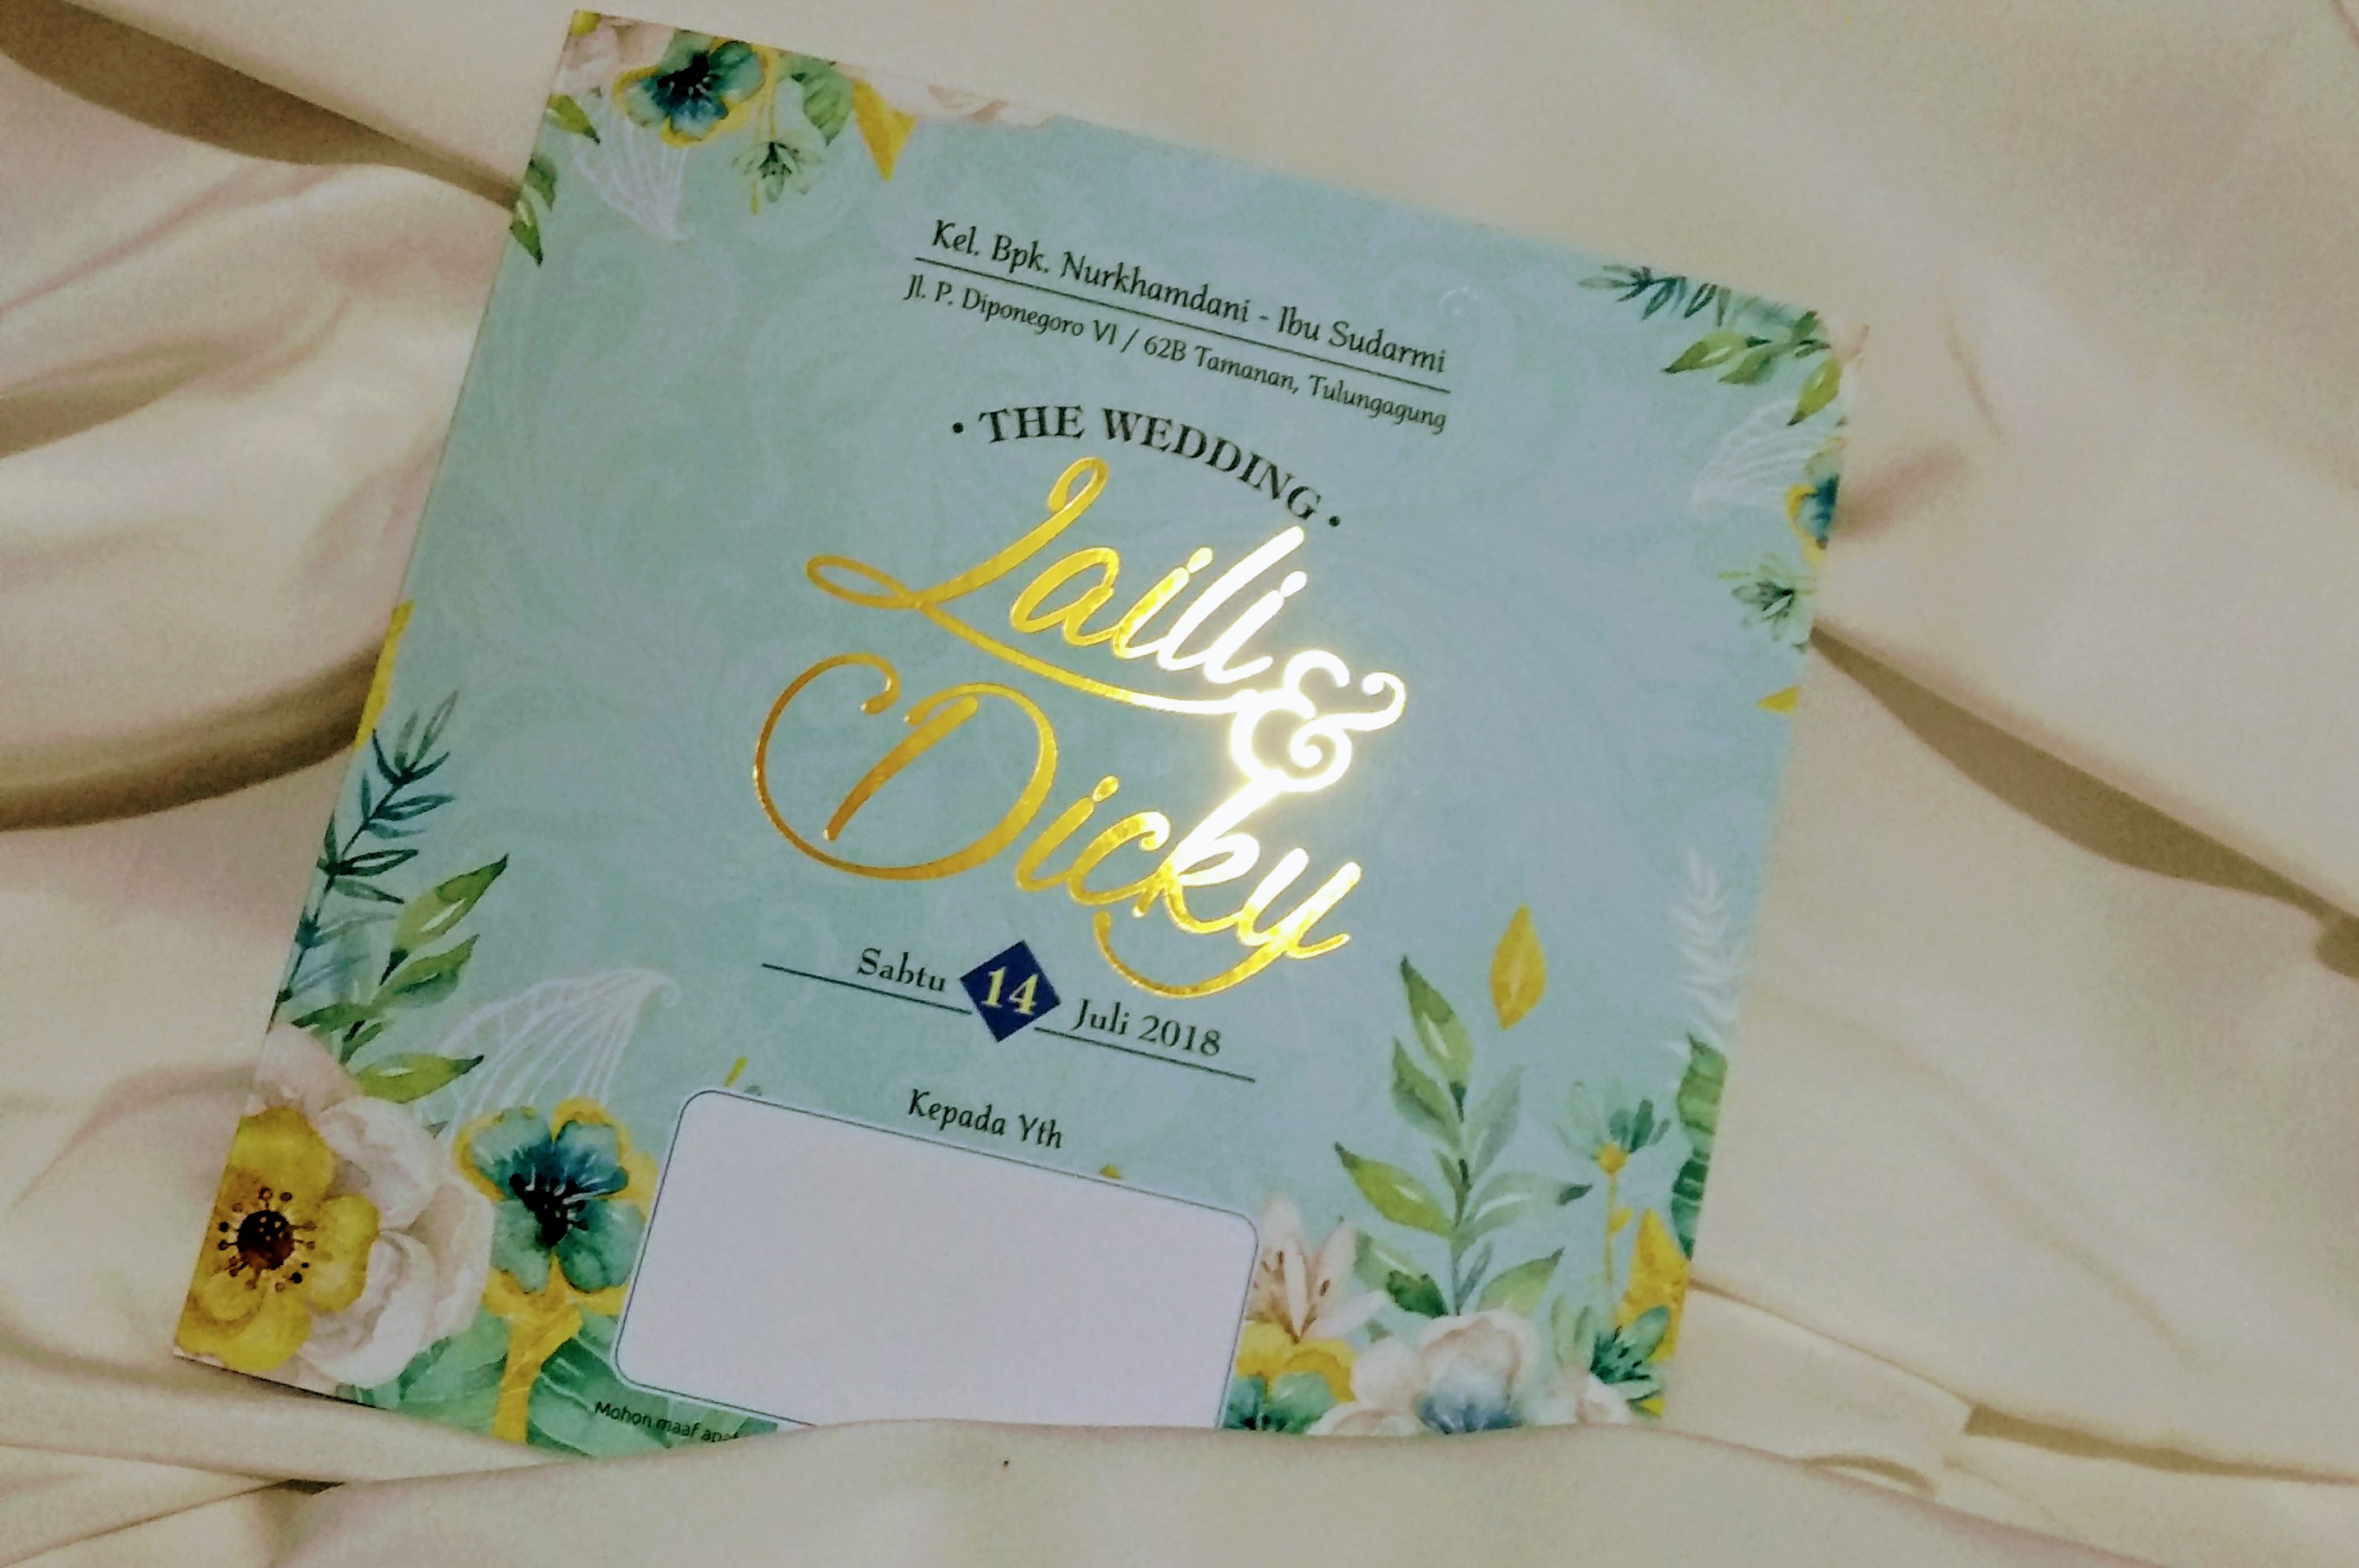 Kel. Bpk. Nurkhamdani - Ibu Sudarmi
Jl. P. Diponegoro VI / 62B Tamanan, Tulungagung
• THE WEDDING •
Laili &
Dicky
Sabtu 14 Juli 2018
Kepada Yth
Mohon maaf